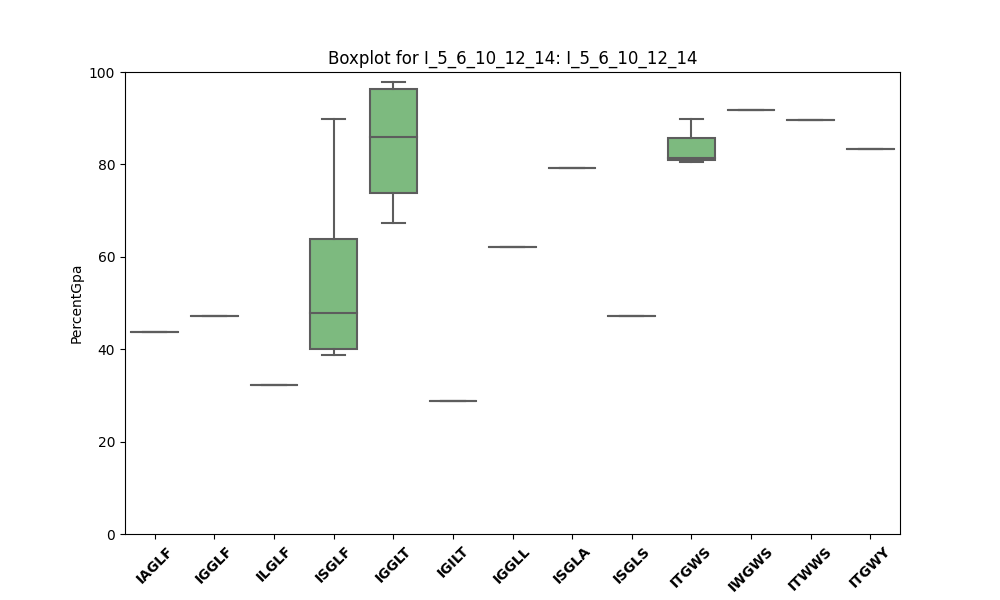 Boxplot for I_5_6_10_12_14: I_5_6_10_12_14
100
80
60
40
20
0
PercentGpa
IAGLF
IGGLF
ILGLF
ISGLF
IGGLT
IGILT
IGGLL
ISGLA
ISGLS
ITGWS
IWGWS
ITWWS
ITGWY